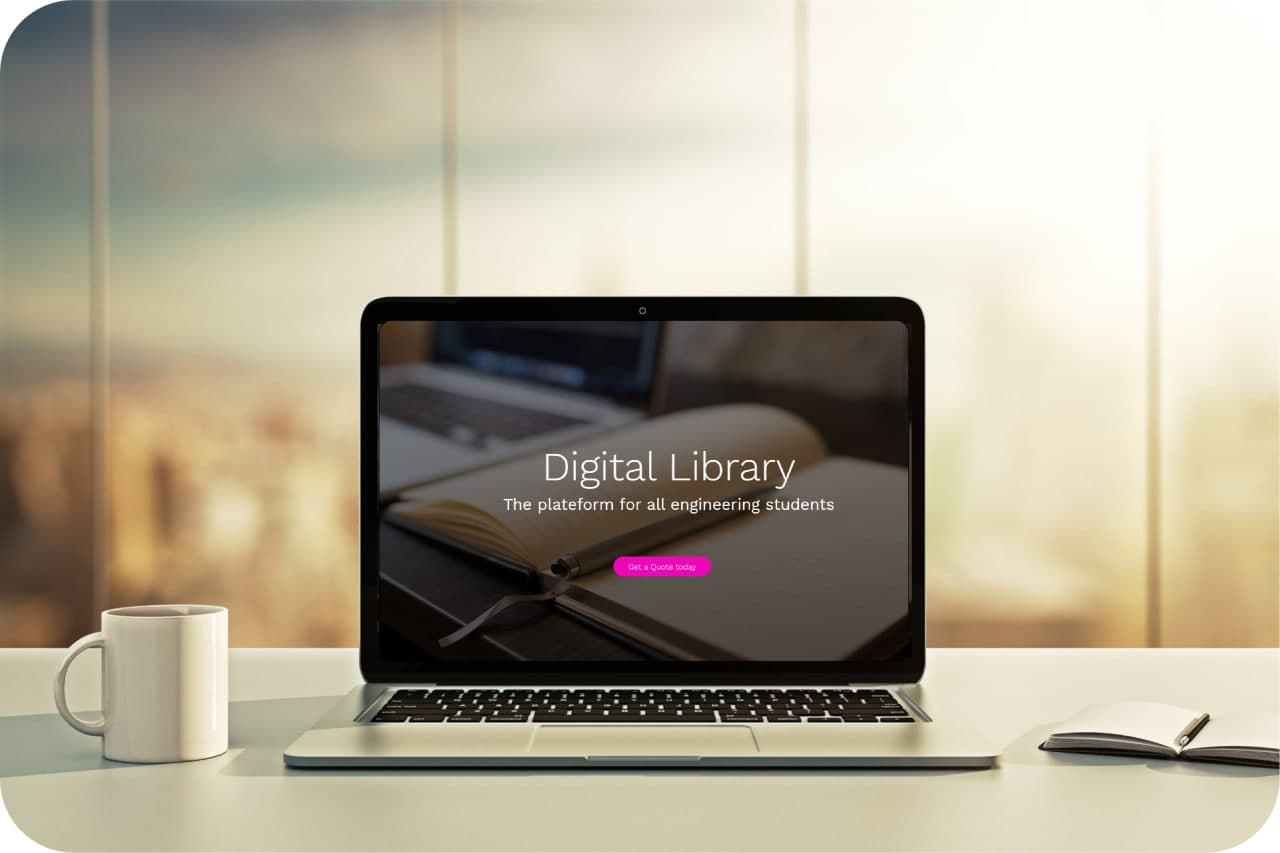 Digital Library
The plateform for all engineering students
Get a Quote today